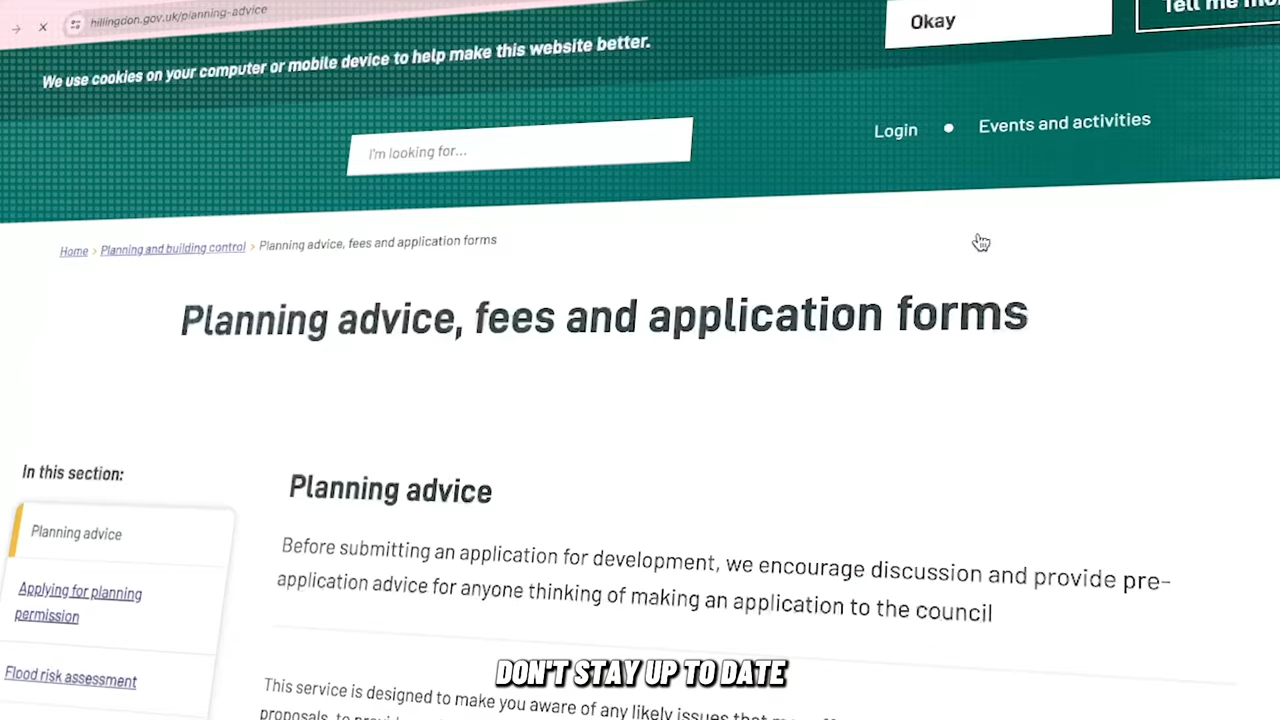 hillingdon.gov.uk/planning-advice
Okay
Tell me
We use cookies on your computer or mobile device to help make this website better.
I'm looking for...
Login
Events and activities
Home > Planning and building control > Planning advice, fees and application forms
Planning advice, fees and application forms
In this section:
Planning advice
Planning advice
Before submitting an application for development, we encourage discussion and provide pre-
application advice for anyone thinking of making an application to the council
Applying for planning
permission
Flood risk assessment
This service is designed to make you aware of any likely issues that
DON'T STAY UP TO DATE